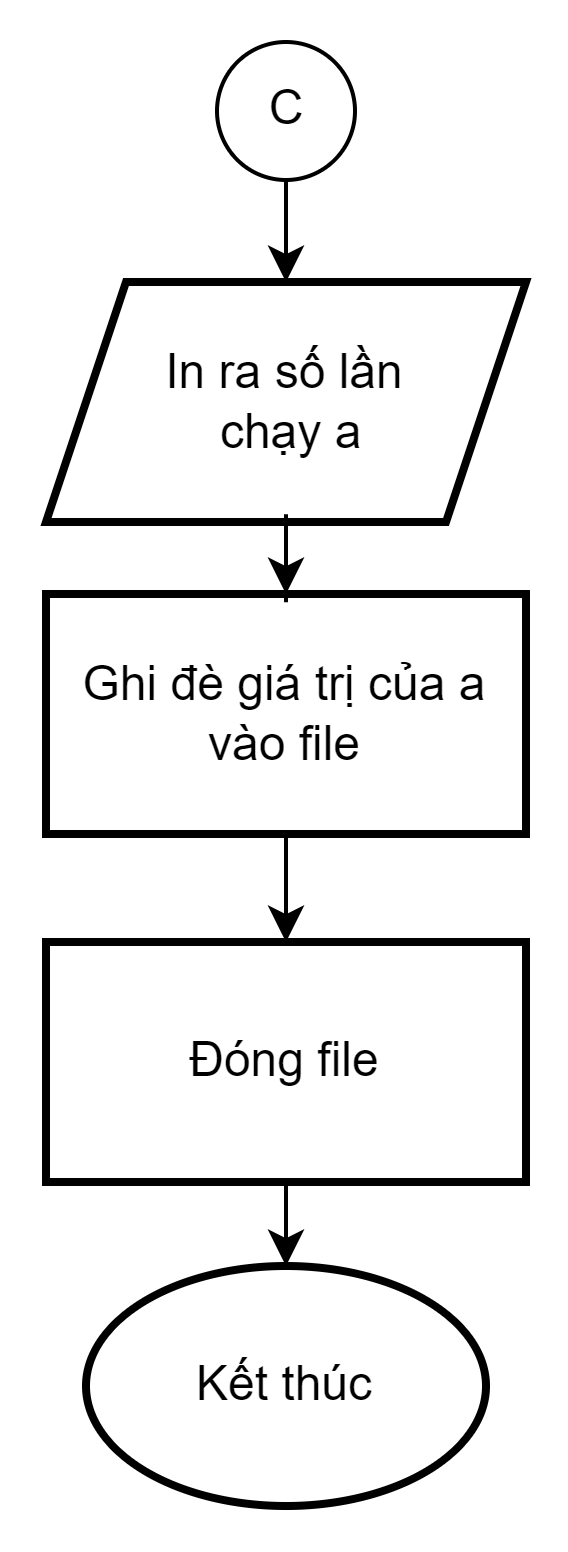 C
In ra số lần
chạy a
Ghi đè giá trị của a
vào file
Đóng file
Kết thúc